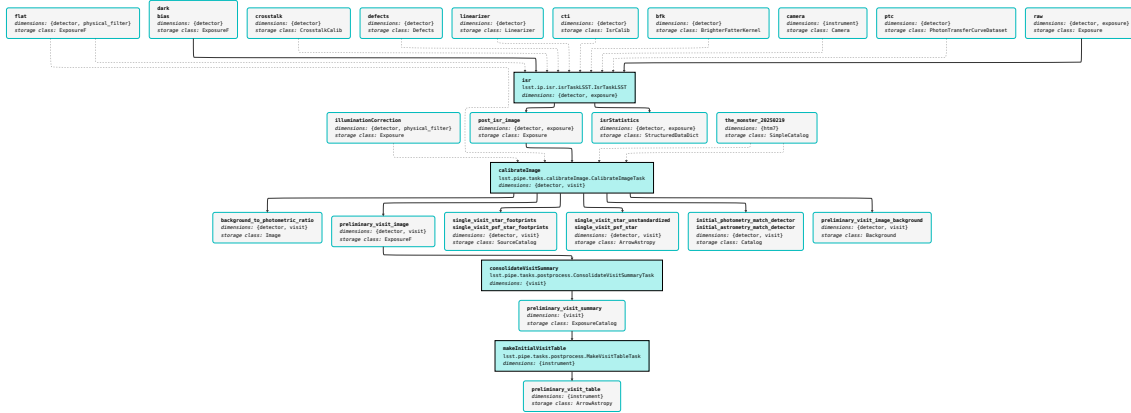 flat
dimensions: {detector, physical_filter}
storage class: ExposureF
dark
bias
dimensions: {detector}
storage class: ExposureF
crosstalk
dimensions: {detector}
storage class: CrosstalkCalib
defects
dimensions: {detector}
storage class: Defects
linearizer
dimensions: {detector}
storage class: Linearizer
cti
dimensions: {detector}
storage class: IsrCalib
bfk
dimensions: {detector}
storage class: BrighterFatterKernel
camera
dimensions: {instrument}
storage class: Camera
ptc
dimensions: {detector}
storage class: PhotonTransferCurveDataset
raw
dimensions: {detector, exposure}
storage class: Exposure
isr
lsst.ip.isr.isrTaskLSST.IsrTaskLSST
dimensions: {detector, exposure}
illuminationCorrection
dimensions: {detector, physical_filter}
storage class: Exposure
post_isr_image
dimensions: {detector, exposure}
storage class: Exposure
isrStatistics
dimensions: {detector, exposure}
storage class: StructuredDataDict
the_monster_20250219
dimensions: {htm7}
storage class: SimpleCatalog
calibrateImage
lsst.pipe.tasks.calibrateImage.CalibrateImageTask
dimensions: {detector, visit}
background_to_photometric_ratio
dimensions: {detector, visit}
storage class: Image
preliminary_visit_image
dimensions: {detector, visit}
storage class: ExposureF
single_visit_star_footprints
single_visit_psf_star_footprints
dimensions: {detector, visit}
storage class: SourceCatalog
single_visit_star_unstandardized
single_visit_psf_star
dimensions: {detector, visit}
storage class: ArrowAstropy
initial_photometry_match_detector
initial_astrometry_match_detector
dimensions: {detector, visit}
storage class: Catalog
preliminary_visit_image_background
dimensions: {detector, visit}
storage class: Background
consolidateVisitSummary
lsst.pipe.tasks.postprocess.ConsolidateVisitSummaryTask
dimensions: {visit}
preliminary_visit_summary
dimensions: {visit}
storage class: ExposureCatalog
makeInitialVisitTable
lsst.pipe.tasks.postprocess.MakeVisitTableTask
dimensions: {instrument}
preliminary_visit_table
dimensions: {instrument}
storage class: ArrowAstropy